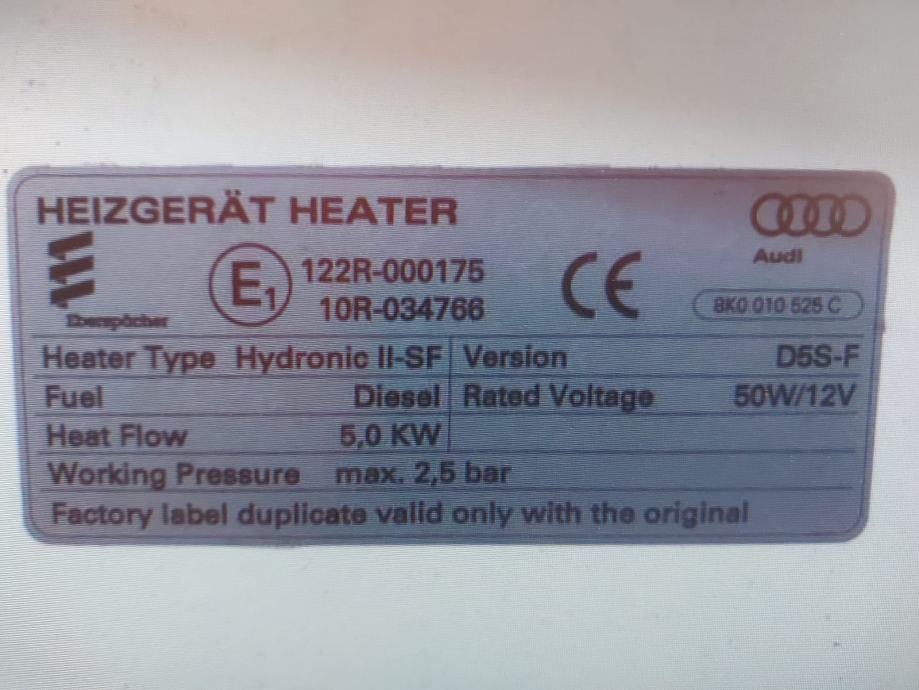 HEIZGERÄT HEATER
Audi
Eberspächer
E1 122R-000175
10R-034766
CE
8K0 010 525 C
Heater Type Hydronic II-SF Version D5S-F
Fuel Diesel Rated Voltage 50W/12V
Heat Flow 5,0 KW
Working Pressure max. 2,5 bar
Factory label duplicate valid only with the original